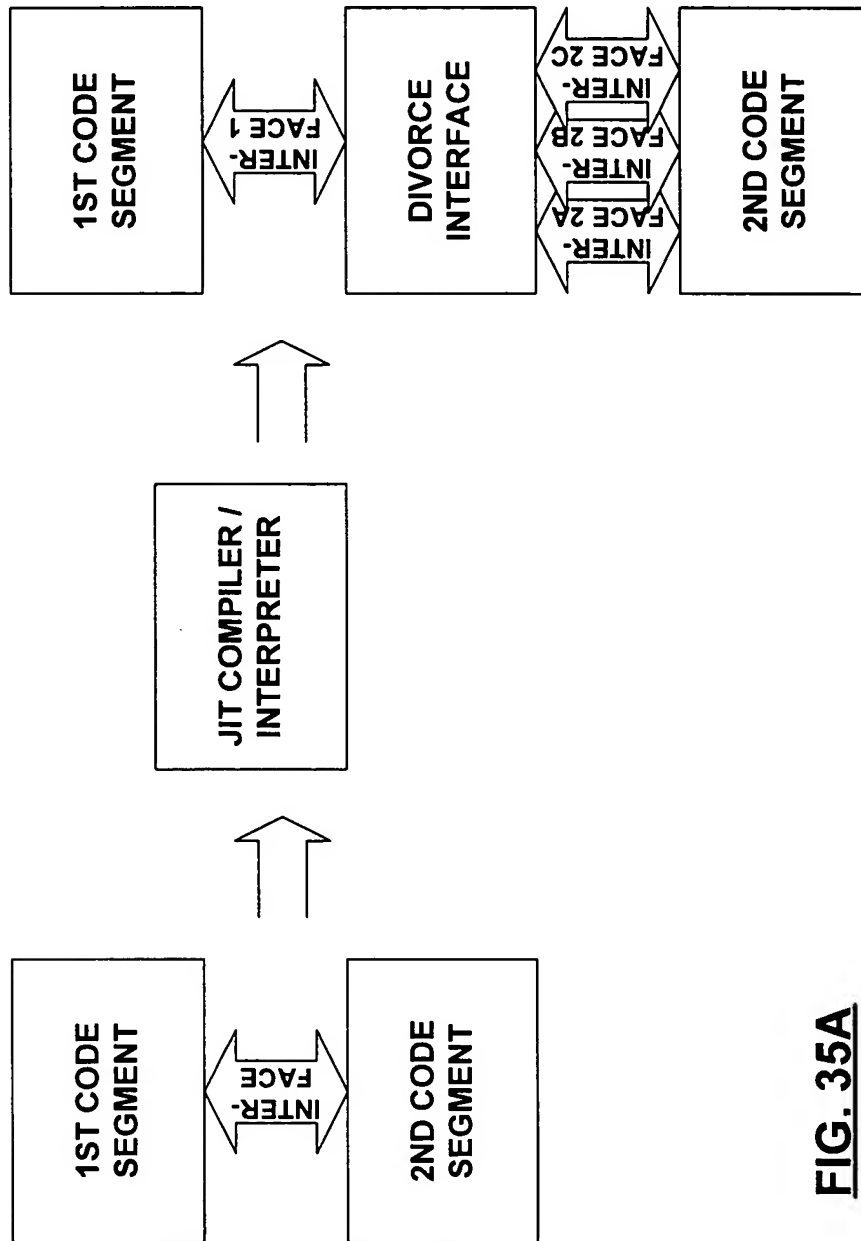 1ST CODE
SEGMENT
INTER-
FACE
2ND CODE
SEGMENT
JIT COMPILER /
INTERPRETER
1ST CODE
SEGMENT
INTER-
FACE 1
DIVORCE
INTERFACE
INTER-
FACE 2A
INTER-
FACE 2B
INTER-
FACE 2C
2ND CODE
SEGMENT
FIG. 35A